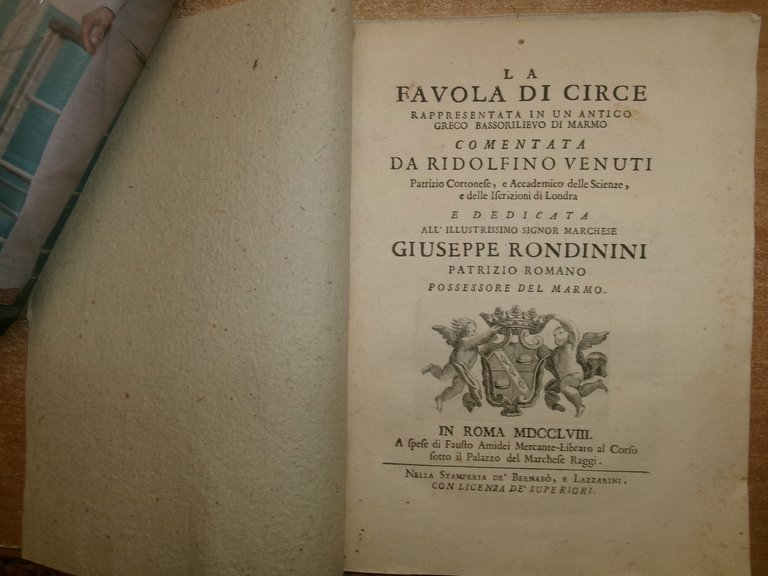 LA
FAVOLA DI CIRCE
RAPPRESENTATA IN UN ANTICO
GRECO BASSORILIEVO DI MARMO
COMENTATA
DA RIDOLFINO VENUTI
Patrizio Cortonese, e Accademico delle Scienze,
e delle Iscrizioni di Londra
E DEDICATA
ALL' ILLUSTRISSIMO SIGNOR MARCHESE
GIUSEPPE RONDININI
PATRIZIO ROMANO
POSSESSORE DEL MARMO.
IN ROMA MDCCLVIII.
A spese di Fausto Amidei Mercante-Libraro al Corso
sotto il Palazzo del Marchese Raggi.
NELLA STAMPERIA DE' BERNABÒ, E LAZZARINI.
CON LICENZA DE' SUPERIORI.